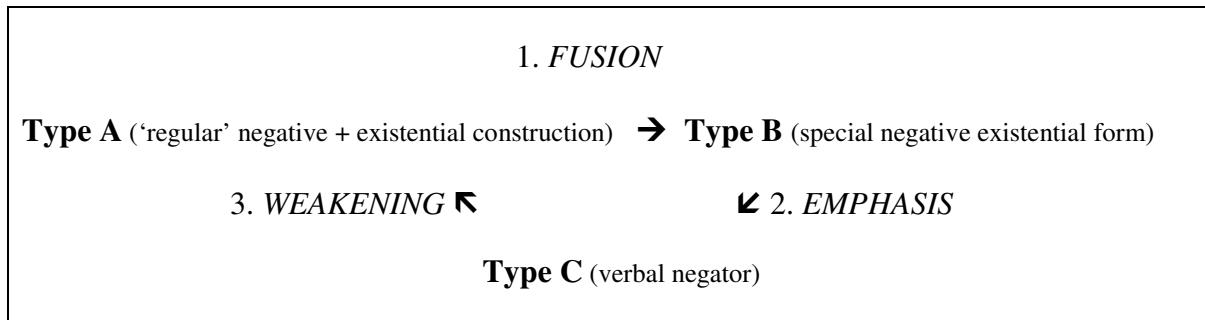 1. FUSION
Type A (‘regular’ negative + existential construction) ➔ Type B (special negative existential form)
3. WEAKENING 🡬 🡯 2. EMPHASIS
Type C (verbal negator)